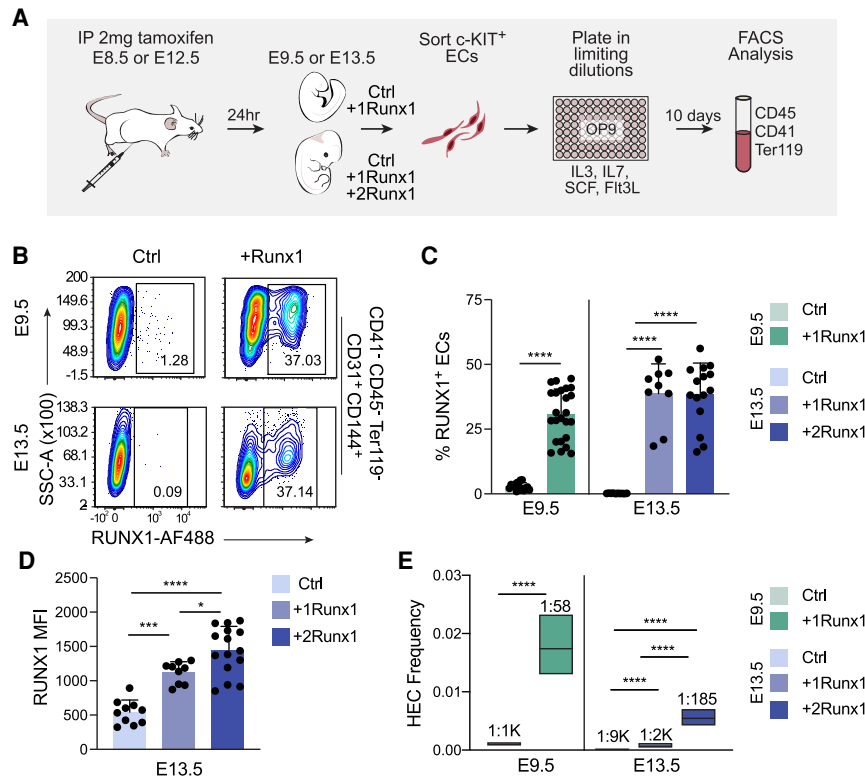 A
IP 2mg tamoxifen
E8.5 or E12.5
24hr
E9.5 or E13.5
Ctrl
+1Runx1
Ctrl
+1Runx1
+2Runx1
Sort c-KIT+
ECs
Plate in
limiting
dilutions
OP9
IL3, IL7,
SCF, Flt3L
10 days
FACS
Analysis
CD45
CD41
Ter119
B
Ctrl
+Runx1
E9.5
200
149.6
99.3
48.9
-1.5
1.28
37.03
E13.5
138.3
103.2
68.1
33.1
2
0.09
37.14
SSC-A (x100)
-10² 0 10³ 10⁴
RUNX1-AF488
CD41- CD45- Ter119-
CD31+ CD144+
C
% RUNX1+ ECs
75
50
25
0
****
****
****
E9.5
E13.5
E9.5
Ctrl
+1Runx1
E13.5
Ctrl
+1Runx1
+2Runx1
D
RUNX1 MFI
2500
2000
1500
1000
500
0
****
***
*
E13.5
Ctrl
+1Runx1
+2Runx1
E
HEC Frequency
0.03
0.02
0.01
0.00
****
1:58
1:1K
****
****
****
1:185
1:9K
1:2K
E9.5
E13.5
E9.5
Ctrl
+1Runx1
E13.5
Ctrl
+1Runx1
+2Runx1